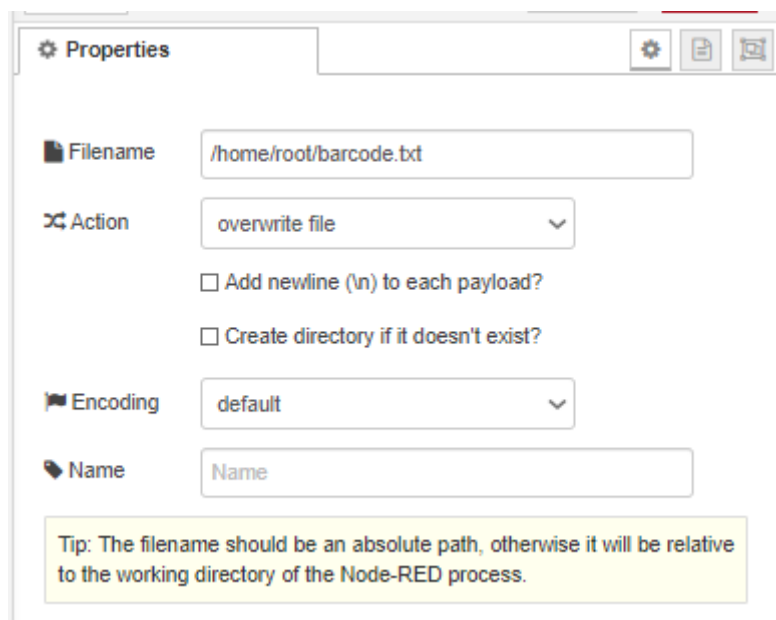 Properties
Filename
/home/root/barcode.txt
Action
overwrite file
Add newline (\n) to each payload?
Create directory if it doesn't exist?
Encoding
default
Name
Name
Tip: The filename should be an absolute path, otherwise it will be relative
to the working directory of the Node-RED process.